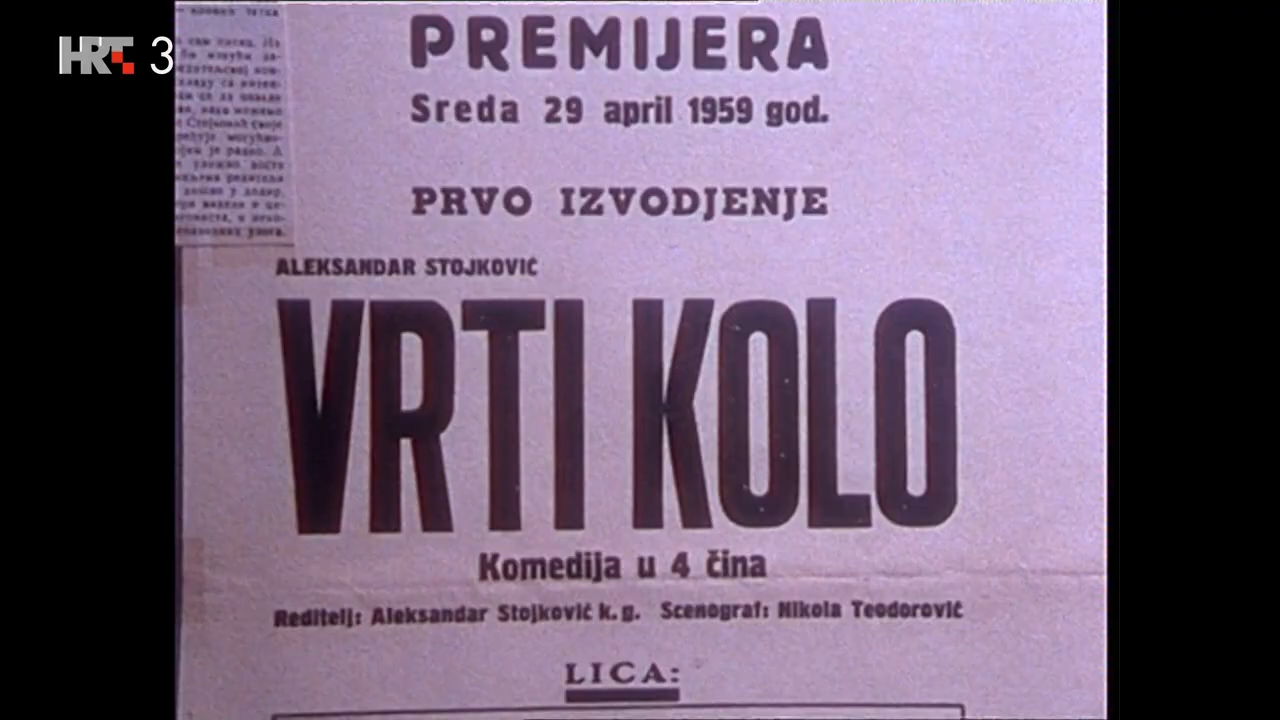 HRT 3
PREMIJERA
Sreda 29 april 1959 god.
PRVO IZVODJENJE
ALEKSANDAR STOJKOVIĆ
VRTI KOLO
Komedija u 4 čina
Reditelj: Aleksandar Stojković k. g. Scenograf: Nikola Teodorović
LICA: